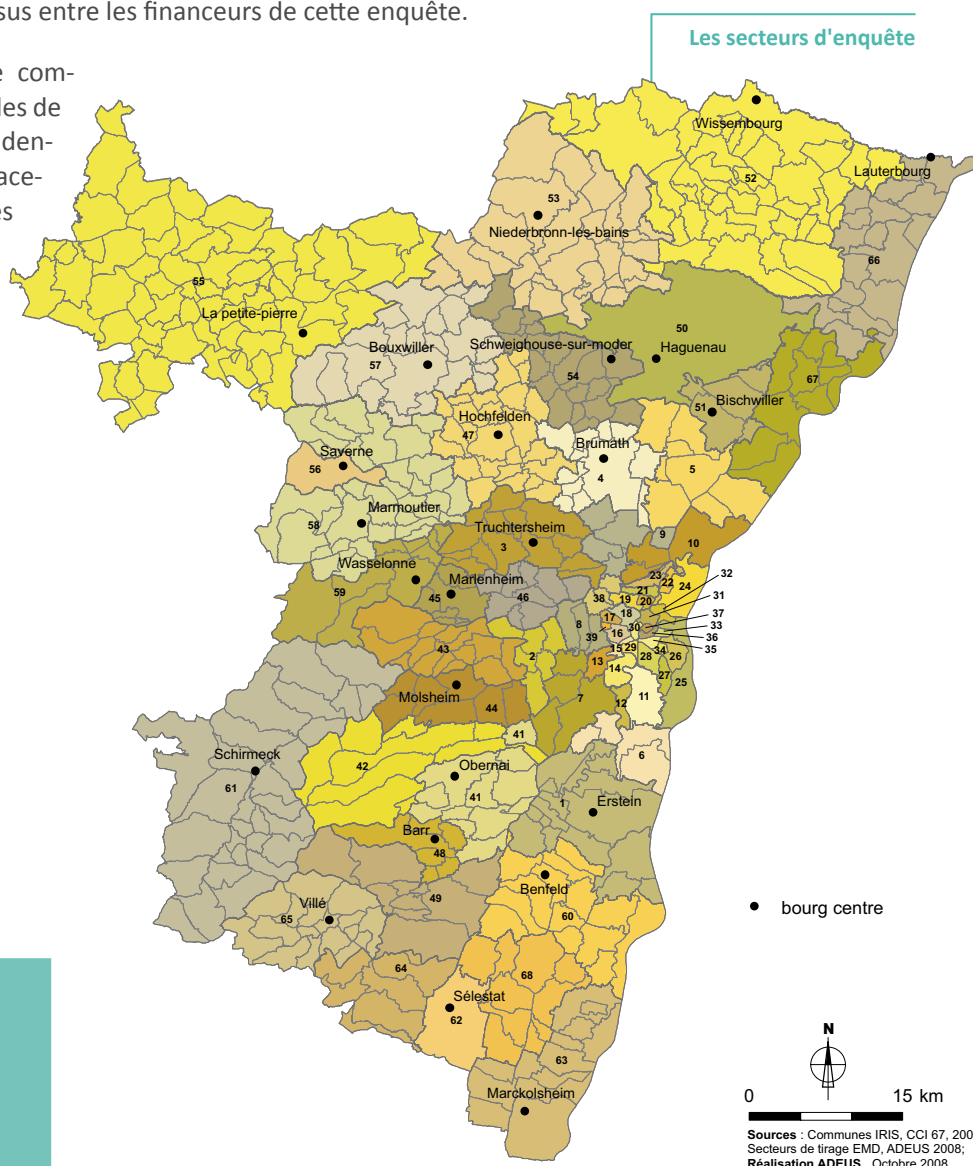 sus entre les financeurs de cette enquête.
Les secteurs d'enquête
e com-
les de
den-
ace-
es
Wissembourg
52
Lauterbourg
53
Niederbronn-les-bains
66
55
La petite-pierre
50
Schweighouse-sur-moder
Haguenau
Bouxwiller
57
54
67
51
Bischwiller
Hochfelden
47
Brumath
4
5
Saverne
56
Marmoutier
58
Truchtersheim
3
9
10
Wasselonne
59
Marlenheim
45
46
23
22
24
32
21
38
19
20
31
18
17
37
8
30
33
39
16
36
43
15
29
34
35
2
28
26
13
14
27
25
Molsheim
44
7
12
11
41
42
6
Schirmeck
61
Obernai
41
1
Erstein
Barr
48
Benfeld
60
49
Villé
65
bourg centre
64
68
Sélestat
62
63
Marckolsheim
N
0 15 km
Sources : Communes IRIS, CCI 67, 200
Secteurs de tirage EMD, ADEUS 2008;
Réalisation ADEUS, Octobre 2008